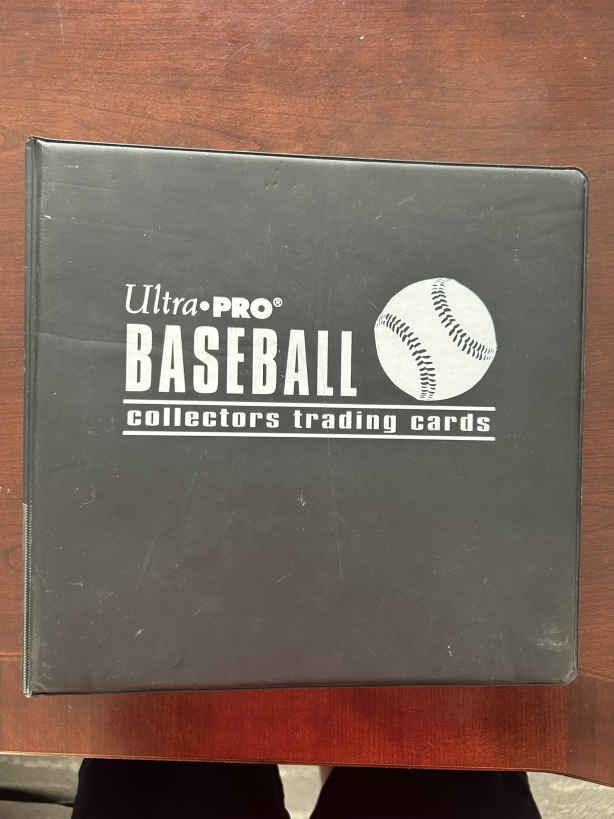 Ultra•PRO®
BASEBALL
collectors trading cards